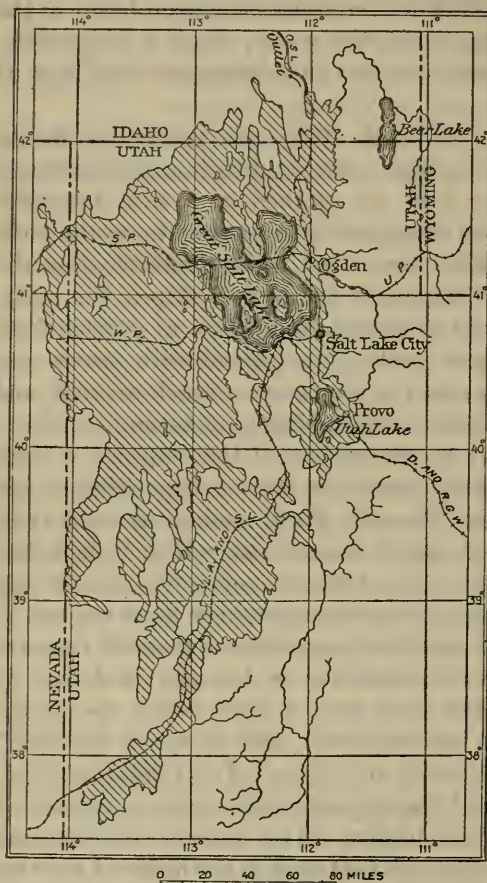 114° 113° 112° 111°
O. S. L.
Outlet
42° 42°
Bear Lake
IDAHO
UTAH
UTAH
WYOMING
Great Salt Lake
S. P.
Ogden
U. P.
41° 41°
W. P.
Salt Lake City
Provo
Utah Lake
40° 40°
D. AND R. G. W.
L. A. AND S. L.
39° 39°
NEVADA
UTAH
38° 38°
114° 113° 112° 111°
0 20 40 60 80 MILES